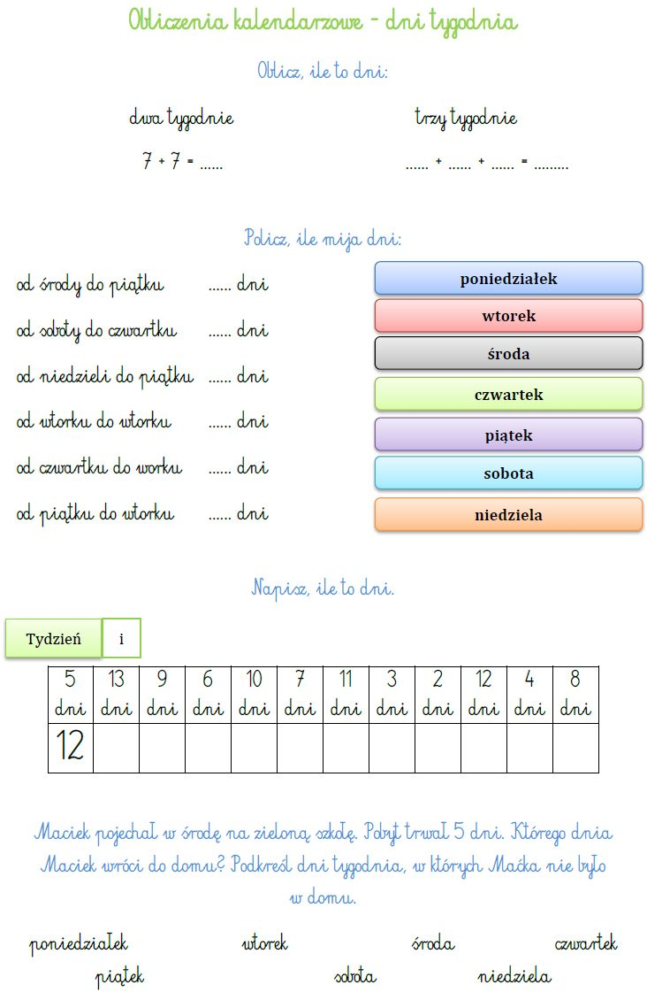 Obliczenia kalendarzowe - dni tygodnia
Oblicz, ile to dni:
dwa tygodnie trzy tygodnie
7 + 7 = ...... ...... + ...... + ...... = .........
Policz, ile mija dni:
od środy do piątku ...... dni
od soboty do czwartku ...... dni
od niedzieli do piątku ...... dni
od wtorku do wtorku ...... dni
od czwartku do worku ...... dni
od piątku do wtorku ...... dni
poniedziałek
wtorek
środa
czwartek
piątek
sobota
niedziela
Napisz, ile to dni.
Tydzień i
5 13 9 6 10 7 11 3 2 12 4 8
dni dni dni dni dni dni dni dni dni dni dni dni
12
Maciek pojechał w środę na zieloną szkołę. Pobyt trwał 5 dni. Którego dnia
Maciek wróci do domu? Podkreśl dni tygodnia, w których Maćka nie było
w domu.
poniedziałek wtorek środa czwartek
piątek sobota niedziela